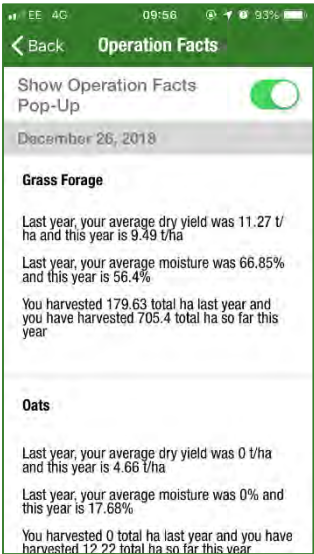 EE 4G 09:56 93%
Back Operation Facts
Show Operation Facts
Pop-Up
December 26, 2018
Grass Forage
Last year, your average dry yield was 11.27 t/
ha and this year is 9.49 t/ha
Last year, your average moisture was 66.85%
and this year is 56.4%
You harvested 179.63 total ha last year and
you have harvested 705.4 total ha so far this
year
Oats
Last year, your average dry yield was 0 t/ha
and this year is 4.66 t/ha
Last year, your average moisture was 0% and
this year is 17.68%
You harvested 0 total ha last year and you have
harvested 12.22 total ha so far this year